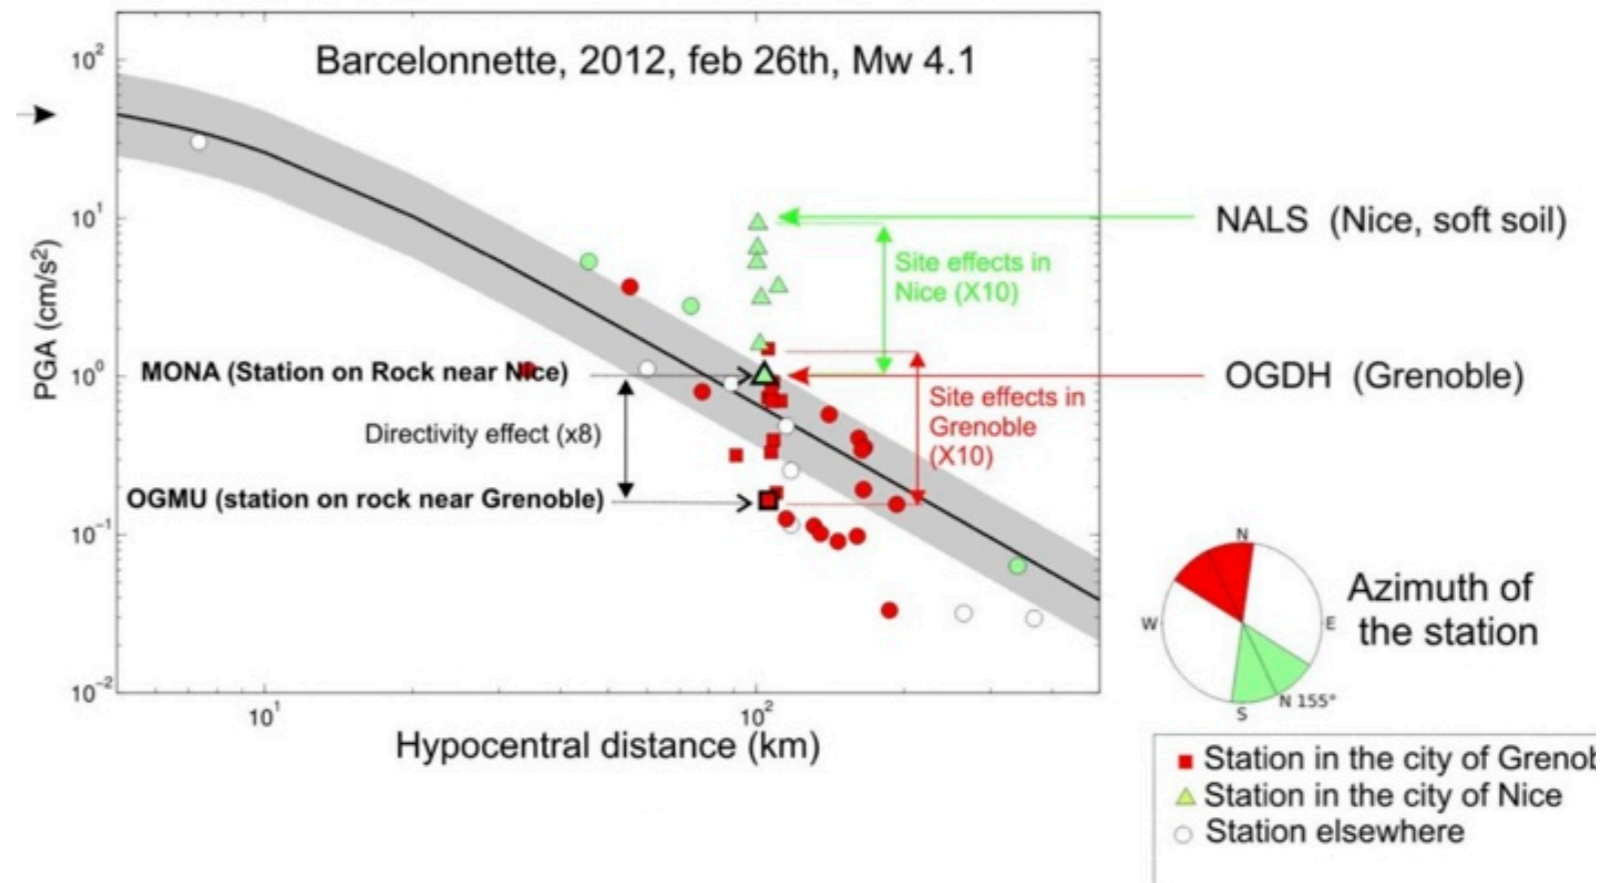 Barcelonnette, 2012, feb 26th, Mw 4.1
10²
10¹
10⁰
10⁻¹
10⁻²
PGA (cm/s²)
NALS (Nice, soft soil)
Site effects in
Nice (X10)
MONA (Station on Rock near Nice)
OGDH (Grenoble)
Site effects in
Grenoble
(X10)
Directivity effect (x8)
OGMU (station on rock near Grenoble)
10¹
10²
Hypocentral distance (km)
N
W
E
S
N 155°
Azimuth of
the station
Station in the city of Grenob
Station in the city of Nice
Station elsewhere